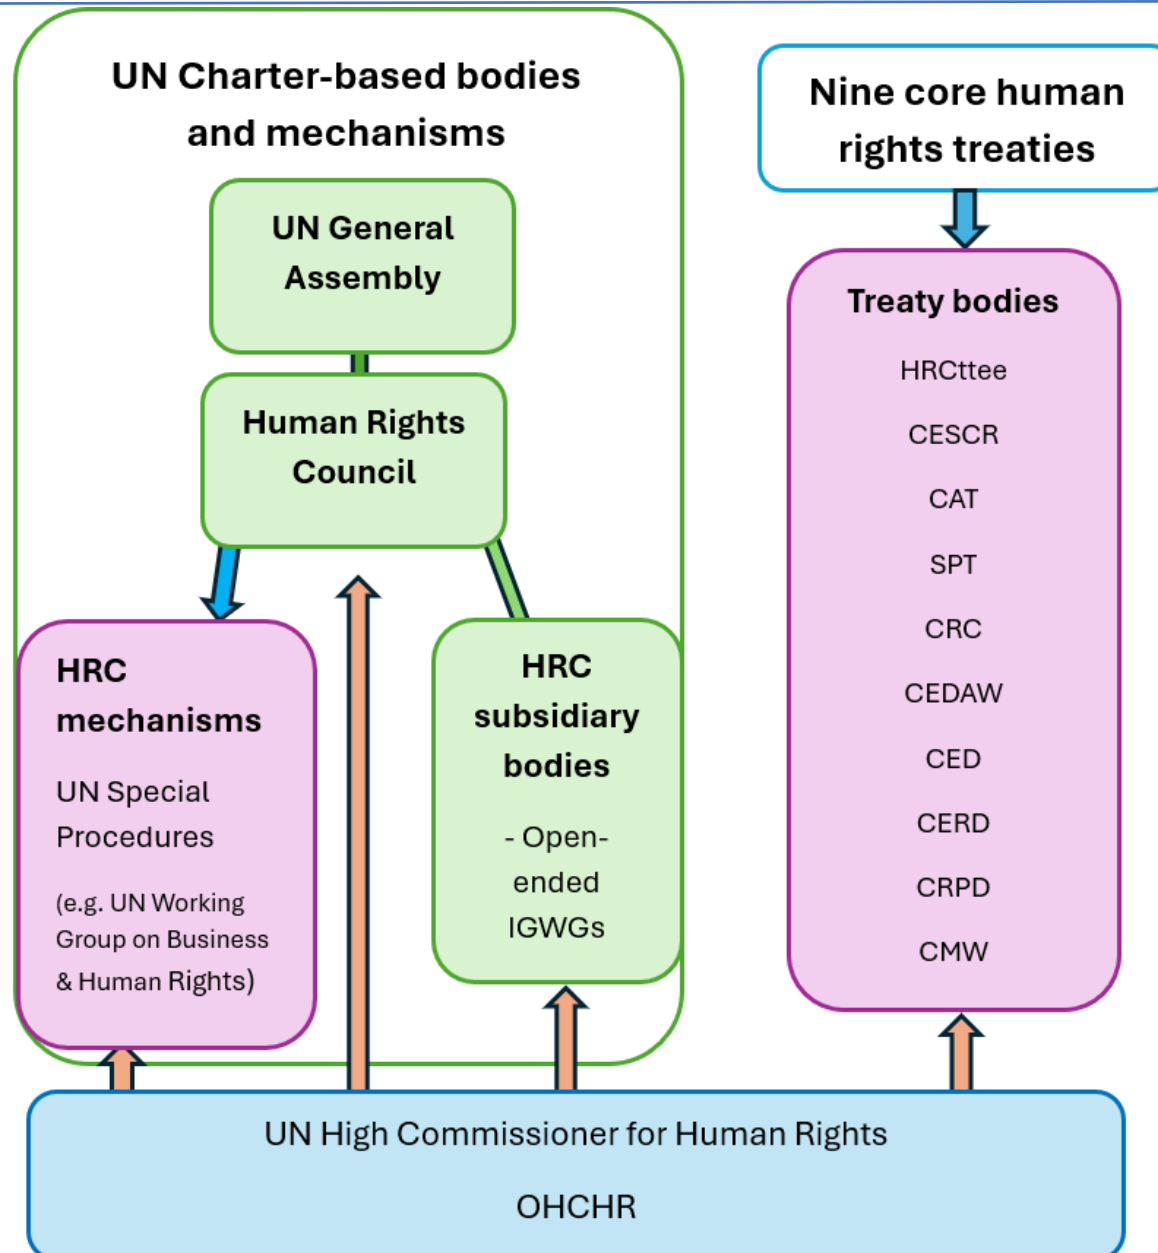 UN Charter-based bodies
and mechanisms
UN General
Assembly
Human Rights
Council
HRC
mechanisms
UN Special
Procedures
(e.g. UN Working
Group on Business
& Human Rights)
HRC
subsidiary
bodies
- Open-
ended
IGWGs
Nine core human
rights treaties
Treaty bodies
HRCttee
CESCR
CAT
SPT
CRC
CEDAW
CED
CERD
CRPD
CMW
UN High Commissioner for Human Rights
OHCHR